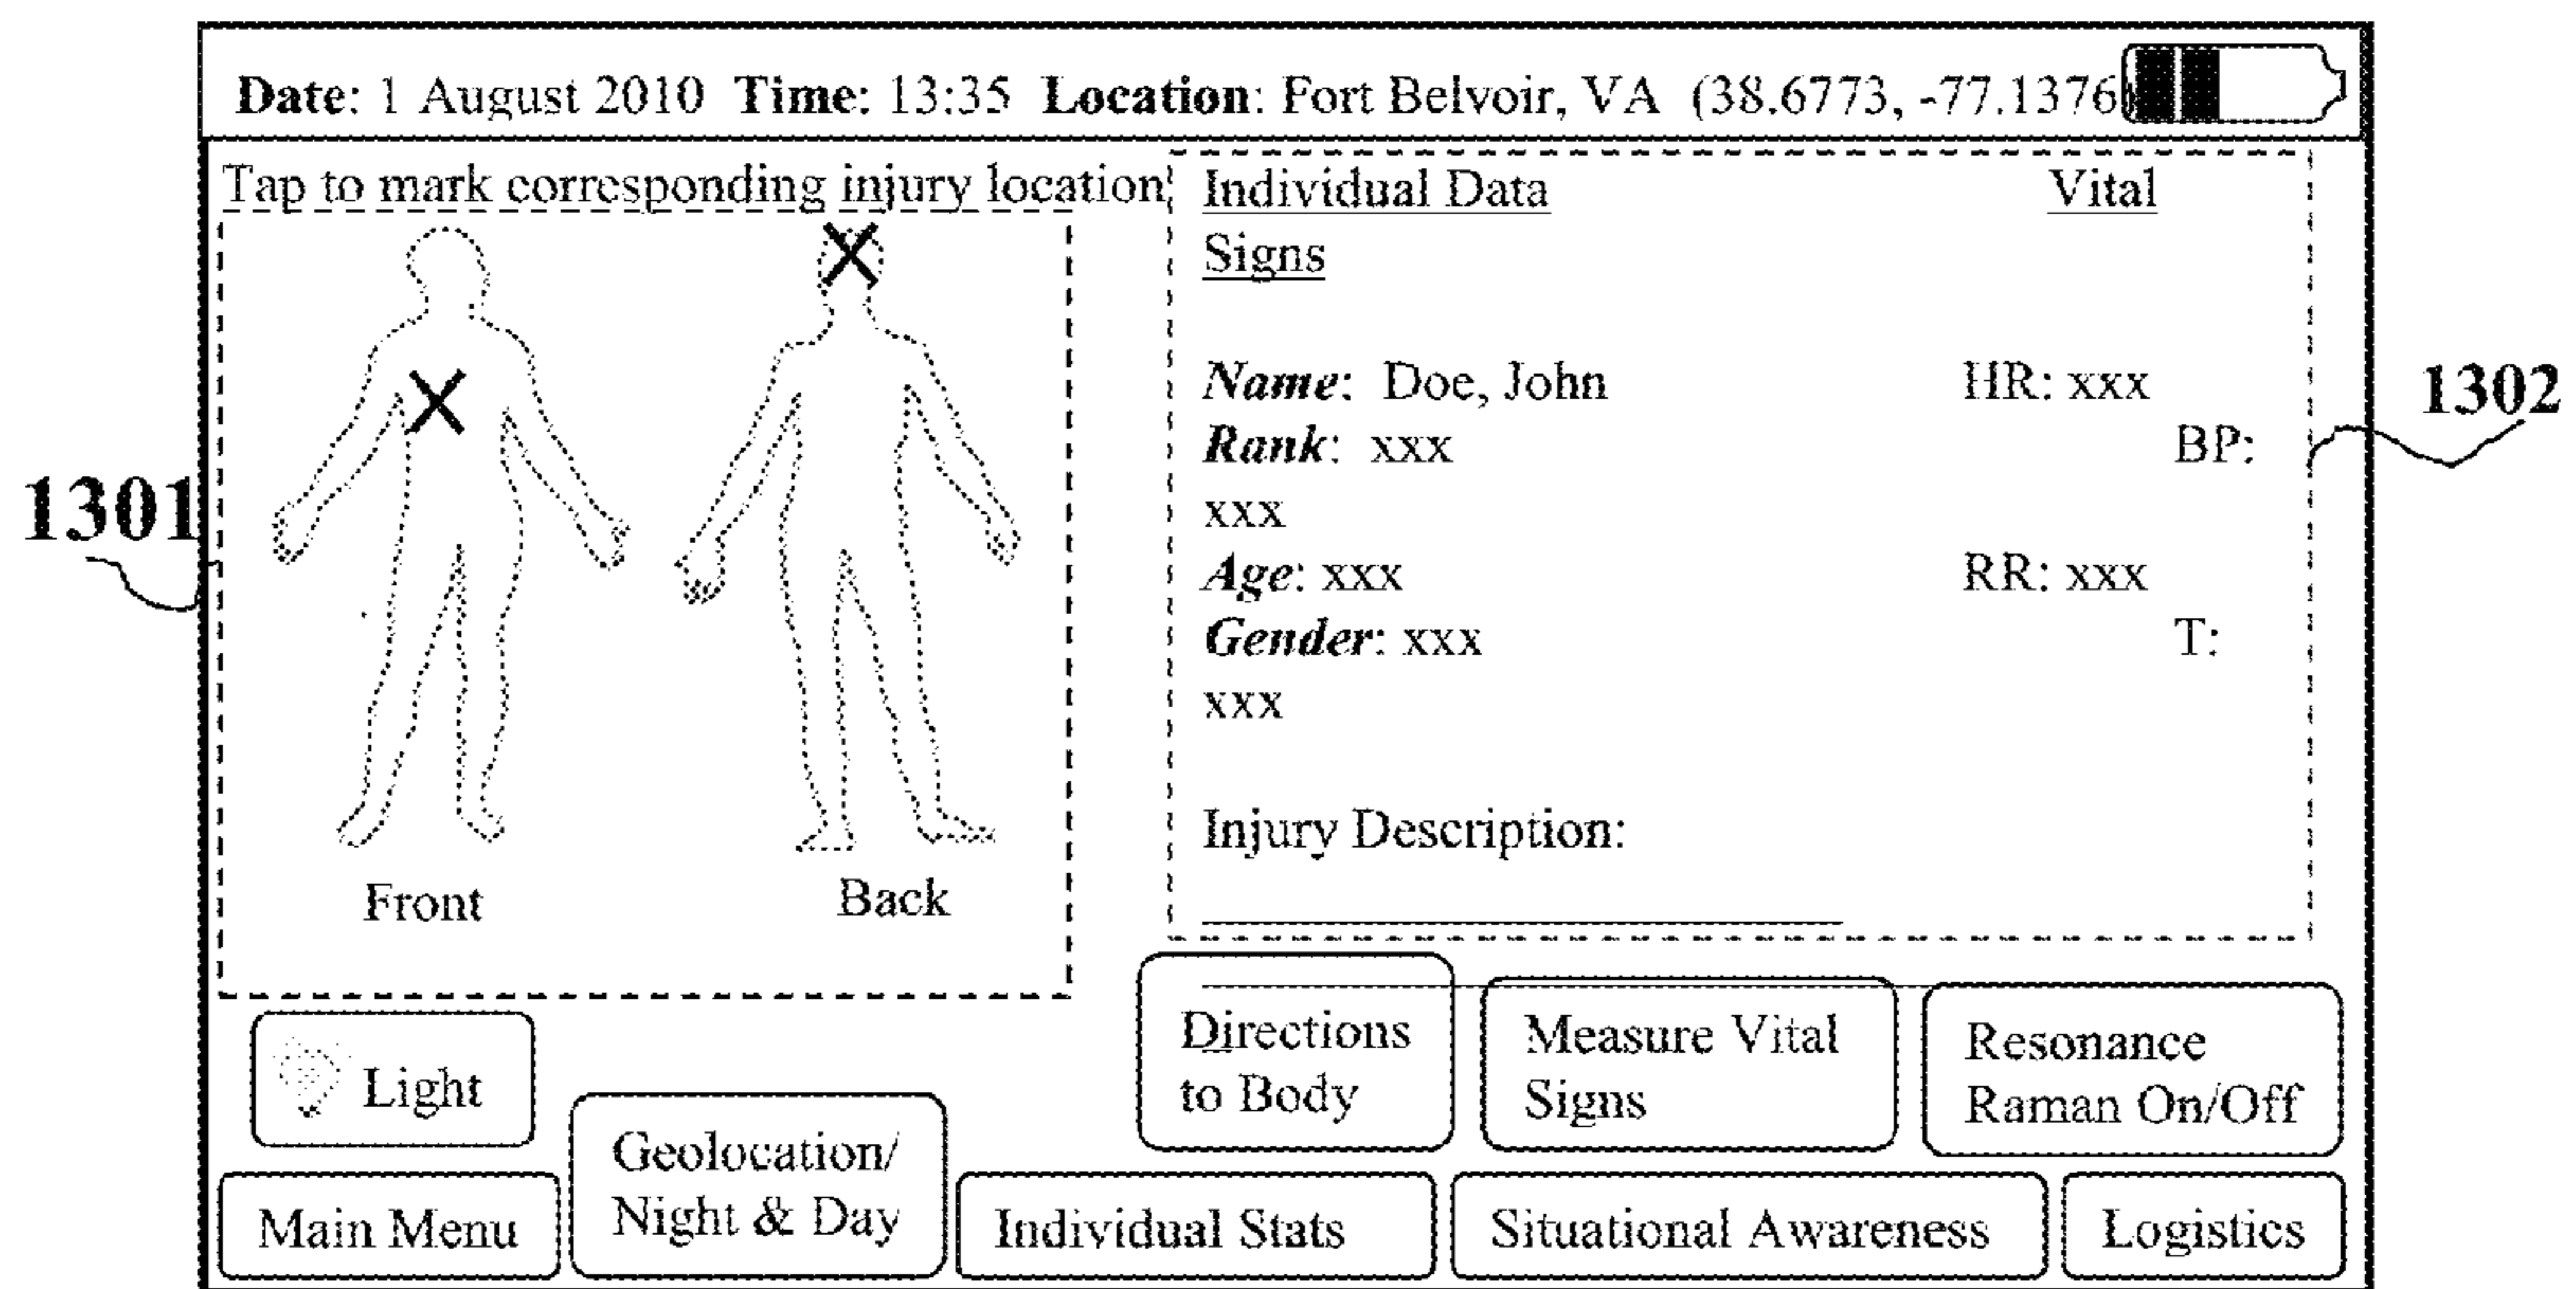 Date: 1 August 2010 Time: 13:35 Location: Fort Belvoir, VA (38.6773, -77.1376)
Tap to mark corresponding injury location
Front
Back
1301
Individual Data Vital
Signs
Name: Doe, John HR: xxx
Rank: xxx BP:
xxx
Age: xxx RR: xxx
Gender: xxx T:
xxx
Injury Description:
1302
Light
Directions
to Body
Measure Vital
Signs
Resonance
Raman On/Off
Main Menu
Geolocation/
Night & Day
Individual Stats
Situational Awareness
Logistics